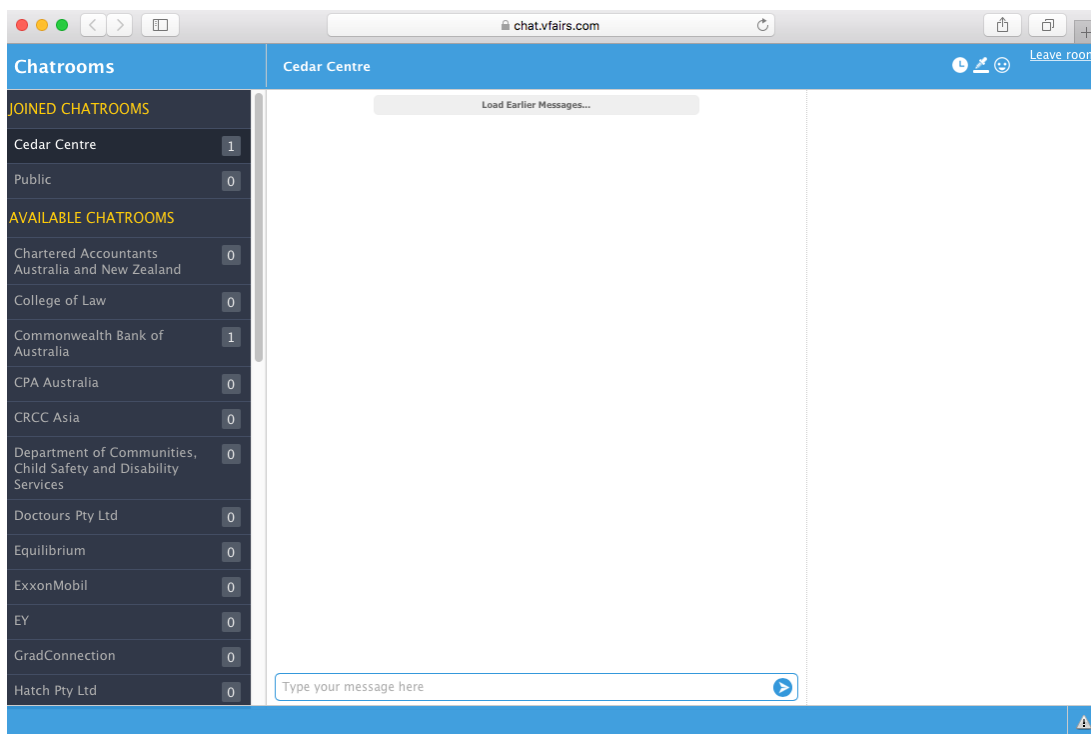 chat.vfairs.com
Chatrooms
Cedar Centre
Leave room
JOINED CHATROOMS
Cedar Centre 1
Public 0
AVAILABLE CHATROOMS
Chartered Accountants
Australia and New Zealand 0
College of Law 0
Commonwealth Bank of
Australia 1
CPA Australia 0
CRCC Asia 0
Department of Communities,
Child Safety and Disability
Services 0
Doctours Pty Ltd 0
Equilibrium 0
ExxonMobil 0
EY 0
GradConnection 0
Hatch Pty Ltd 0
Load Earlier Messages...
Type your message here